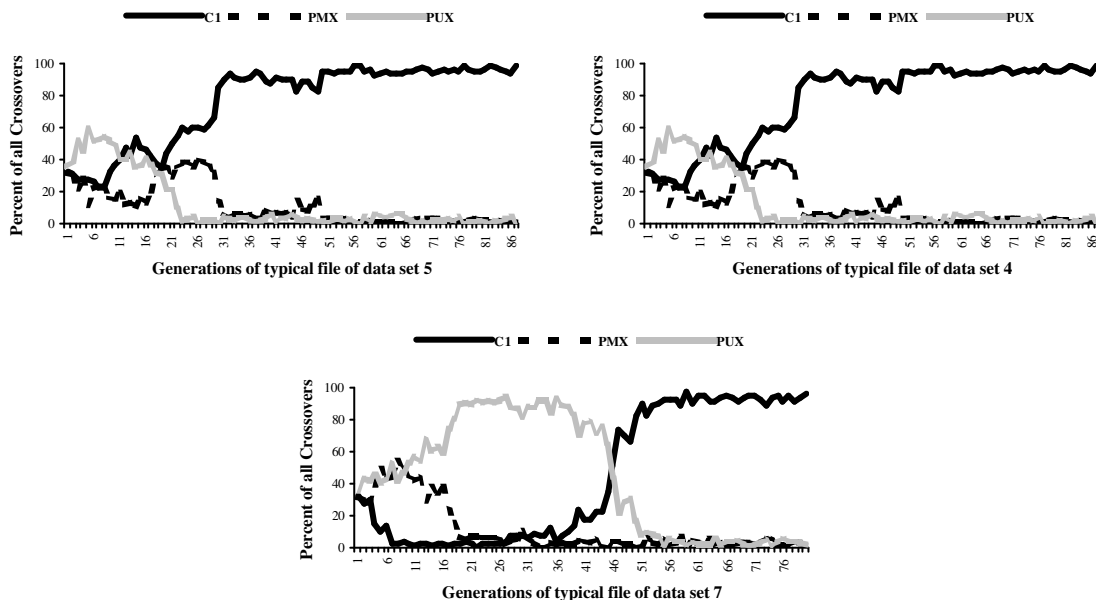 C1 PMX PUX
Percent of all Crossovers
100
80
60
40
20
0
1 6 11 16 21 26 31 36 41 46 51 56 61 66 71 76 81 86
Generations of typical file of data set 5
C1 PMX PUX
Percent of all Crossovers
100
80
60
40
20
0
1 6 11 16 21 26 31 36 41 46 51 56 61 66 71 76 81 86
Generations of typical file of data set 4
C1 PMX PUX
Percent of all Crossovers
100
80
60
40
20
0
1 6 11 16 21 26 31 36 41 46 51 56 61 66 71 76
Generations of typical file of data set 7